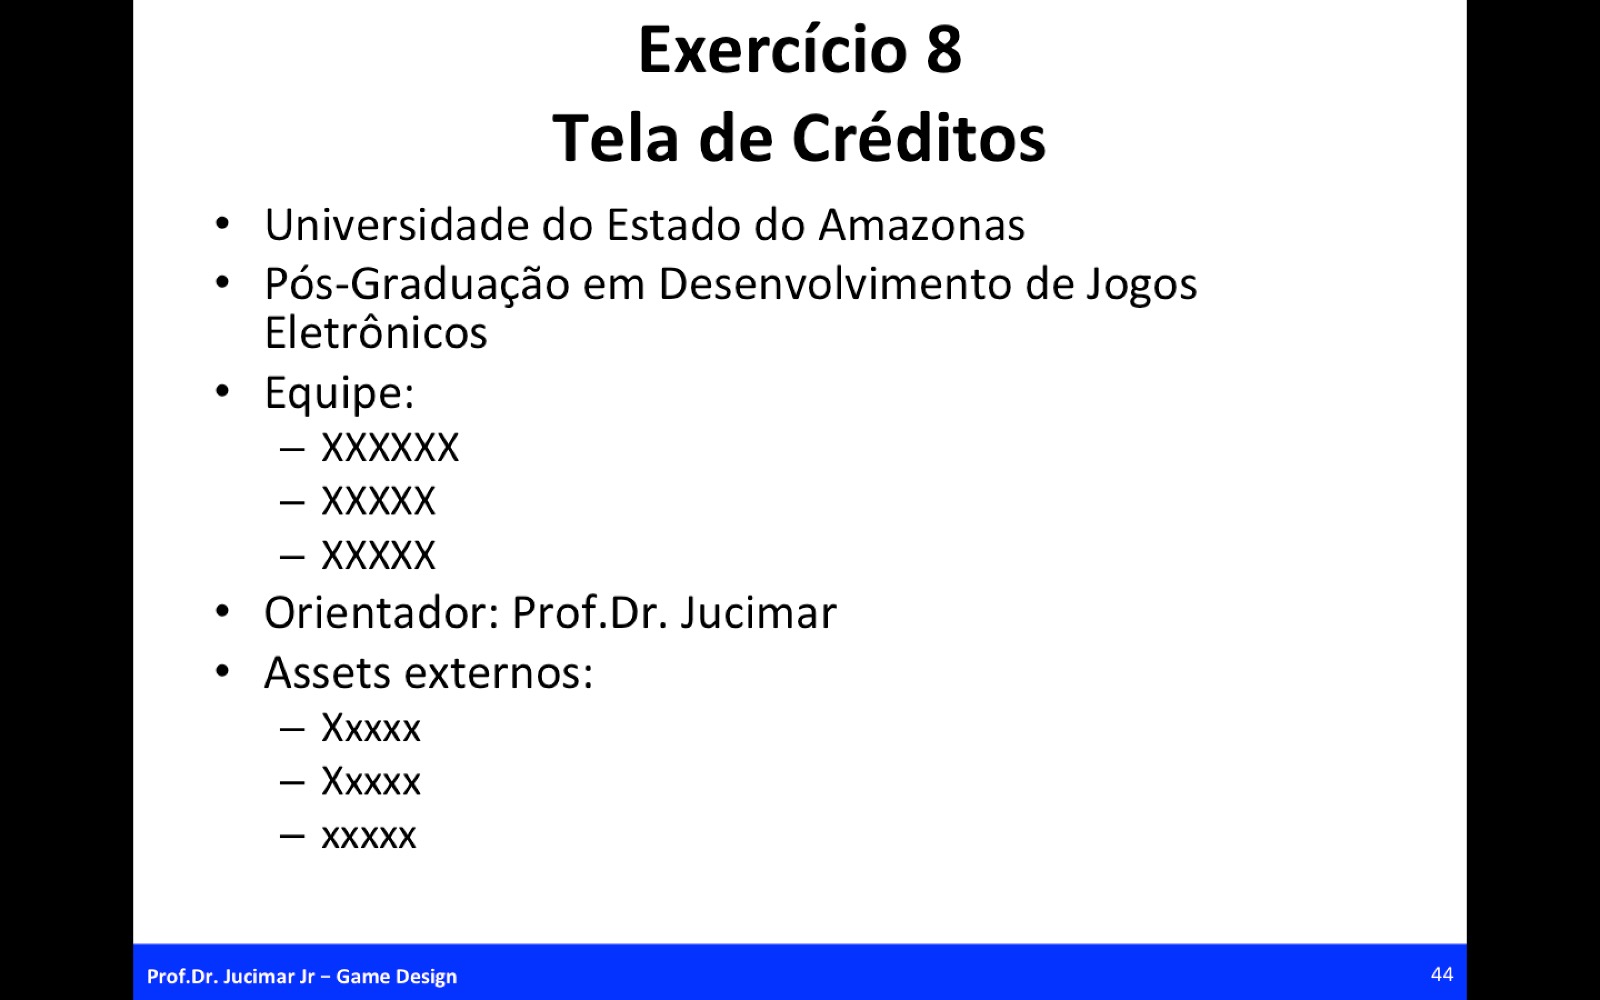 Exercício 8
Tela de Créditos
• Universidade do Estado do Amazonas
• Pós-Graduação em Desenvolvimento de Jogos
Eletrônicos
• Equipe:
– XXXXXX
– XXXXX
– XXXXX
• Orientador: Prof.Dr. Jucimar
• Assets externos:
– Xxxxx
– Xxxxx
– xxxxx
Prof.Dr. Jucimar Jr – Game Design
44